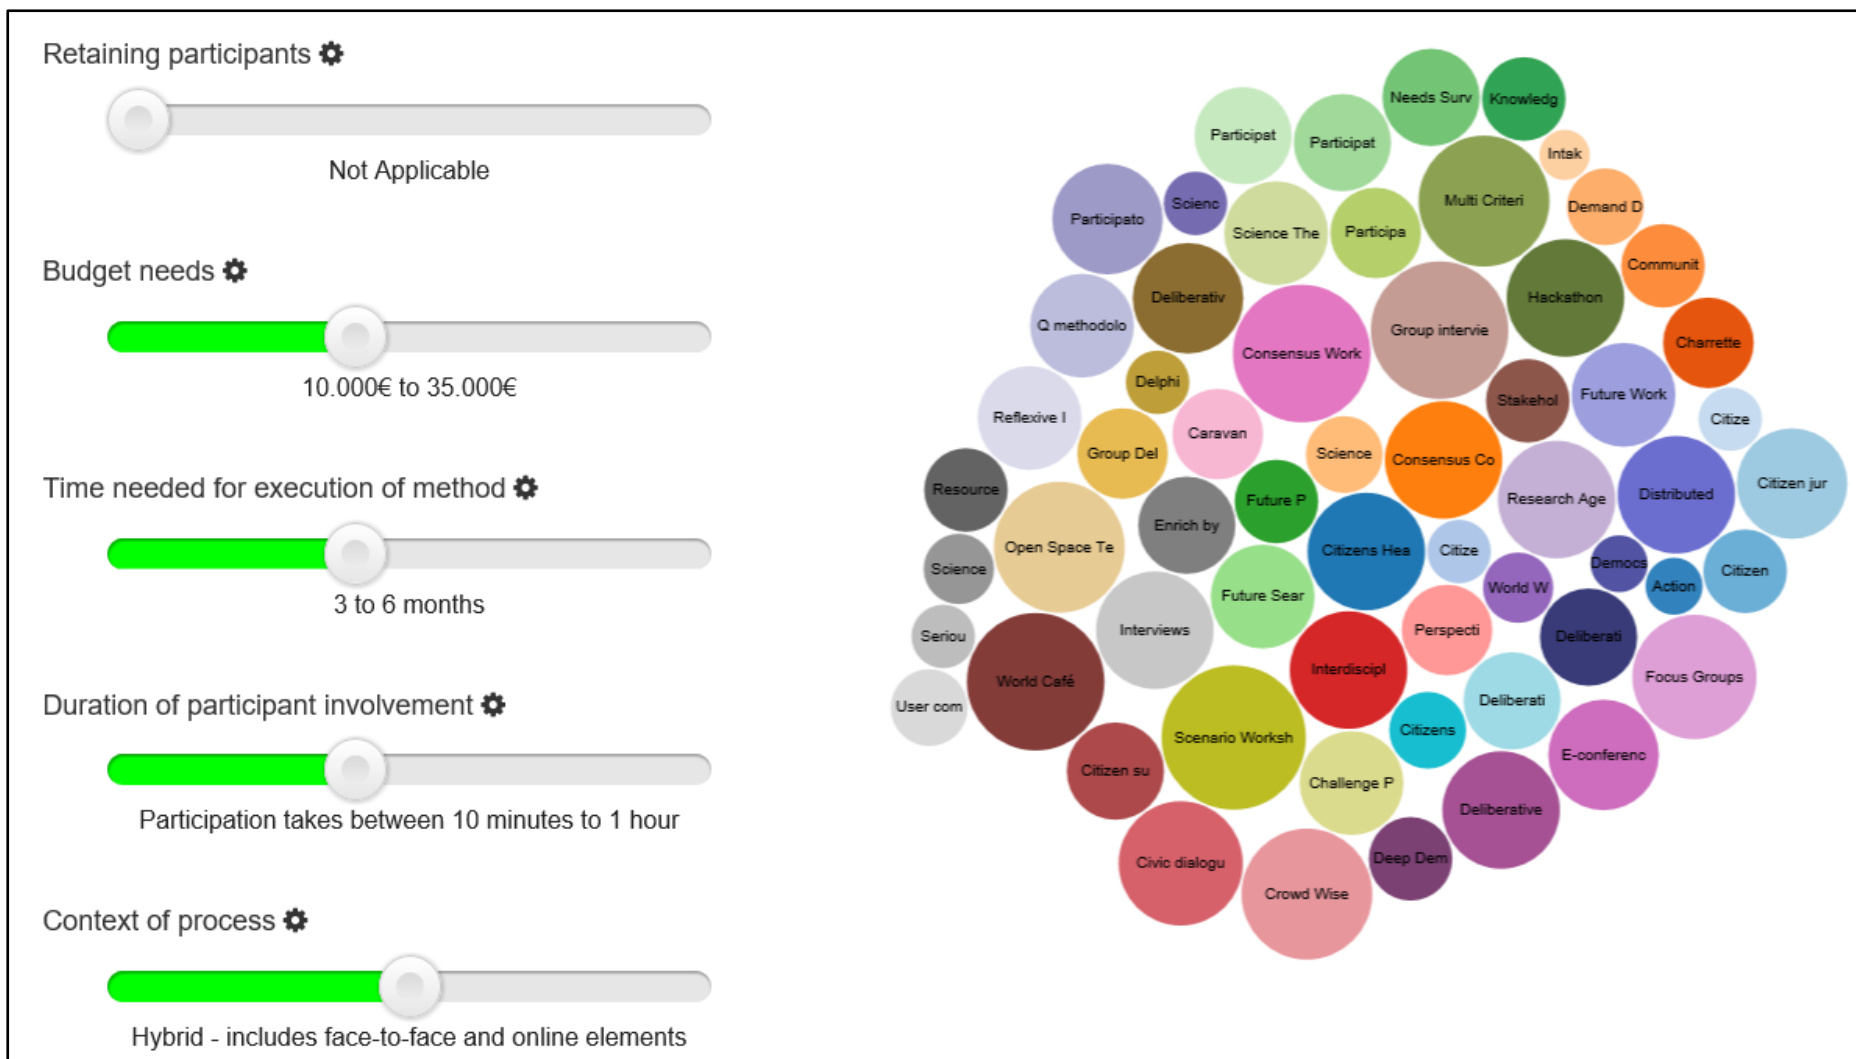 Retaining participants
Not Applicable
Budget needs
10.000€ to 35.000€
Time needed for execution of method
3 to 6 months
Duration of participant involvement
Participation takes between 10 minutes to 1 hour
Context of process
Hybrid - includes face-to-face and online elements
Needs Surv
Knowledg
Participat
Participat
Intak
Multi Criteri
Scienc
Demand D
Participato
Science The
Participa
Communit
Deliberativ
Hackathon
Q methodolo
Group intervie
Charrette
Consensus Work
Delphi
Future Work
Stakehol
Reflexive I
Citize
Caravan
Group Del
Science
Consensus Co
Citizen jur
Resource
Distributed
Future P
Research Age
Enrich by
Open Space Te
Citizens Hea
Citize
Democs
Science
Citizen
World W
Action
Future Sear
Interviews
Perspecti
Seriou
Deliberati
Interdiscipl
Focus Groups
World Café
Deliberati
User com
Citizens
Scenario Worksh
E-conferenc
Citizen su
Challenge P
Deliberative
Deep Dem
Civic dialogu
Crowd Wise